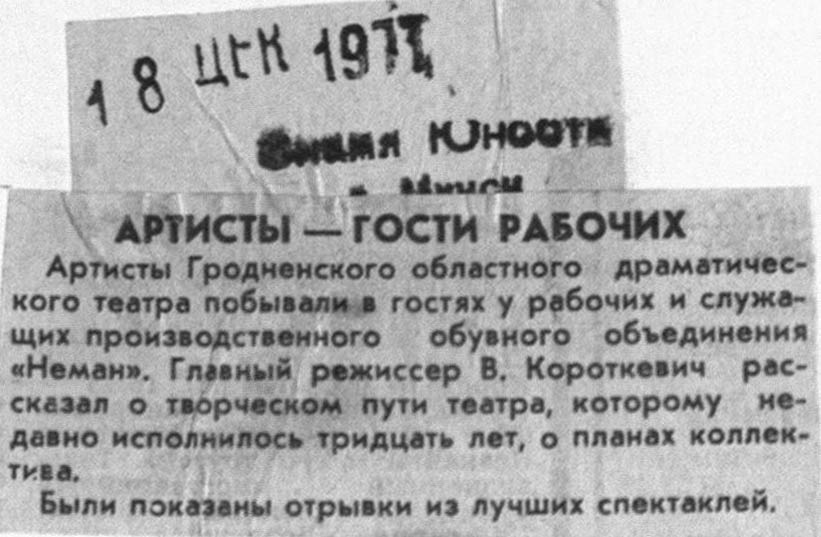 18 ДЕК 1977
Знамя Юности
г. Минск
АРТИСТЫ — ГОСТИ РАБОЧИХ
Артисты Гродненского областного драматичес-
кого театра побывали в гостях у рабочих и служа-
щих производственного обувного объединения
«Неман». Главный режиссер В. Короткевич рас-
сказал о творческом пути театра, которому не-
давно исполнилось тридцать лет, о планах коллек-
тива.
Были показаны отрывки из лучших спектаклей.